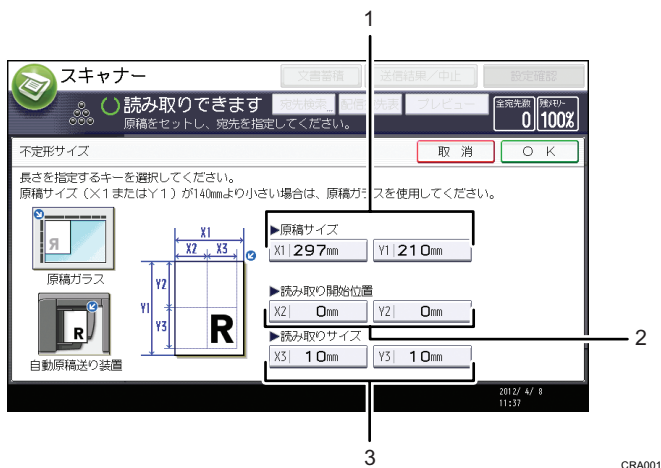 1
スキャナー
文書蓄積
送信結果/中止
設定確認
読み取りできます
宛先検索
プレビュー
全宛先数
0
残メモリー
100%
原稿をセットし、宛先を指定してください。
不定形サイズ
取 消
O K
長さを指定するキーを選択してください。
原稿サイズ(X1またはY1)が140mmより小さい場合は、原稿ガラスを使用してください。
▶原稿サイズ
X1 297mm
Y1 210mm
R
原稿ガラス
X1
X2
X3
Y1
Y2
Y3
R
▶読み取り開始位置
X2 0mm
Y2 0mm
2
▶読み取りサイズ
X3 10mm
Y3 10mm
R
自動原稿送り装置
2012/ 4/ 8
11:37
3
CRA001